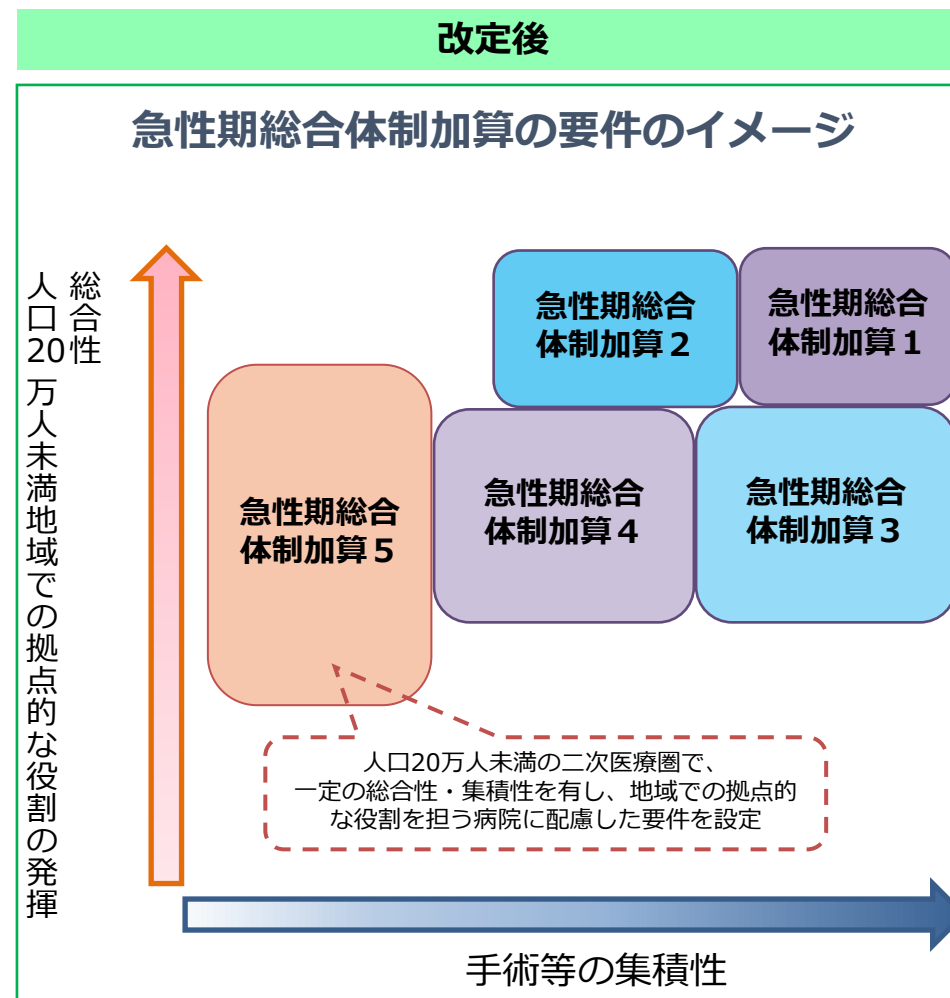 改定後
急性期総合体制加算の要件のイメージ
総合性
人口20万人未満地域での拠点的な役割の発揮
急性期総合
体制加算２
急性期総合
体制加算１
急性期総合
体制加算５
急性期総合
体制加算４
急性期総合
体制加算３
人口20万人未満の二次医療圏で、
一定の総合性・集積性を有し、地域での拠点的
な役割を担う病院に配慮した要件を設定
手術等の集積性